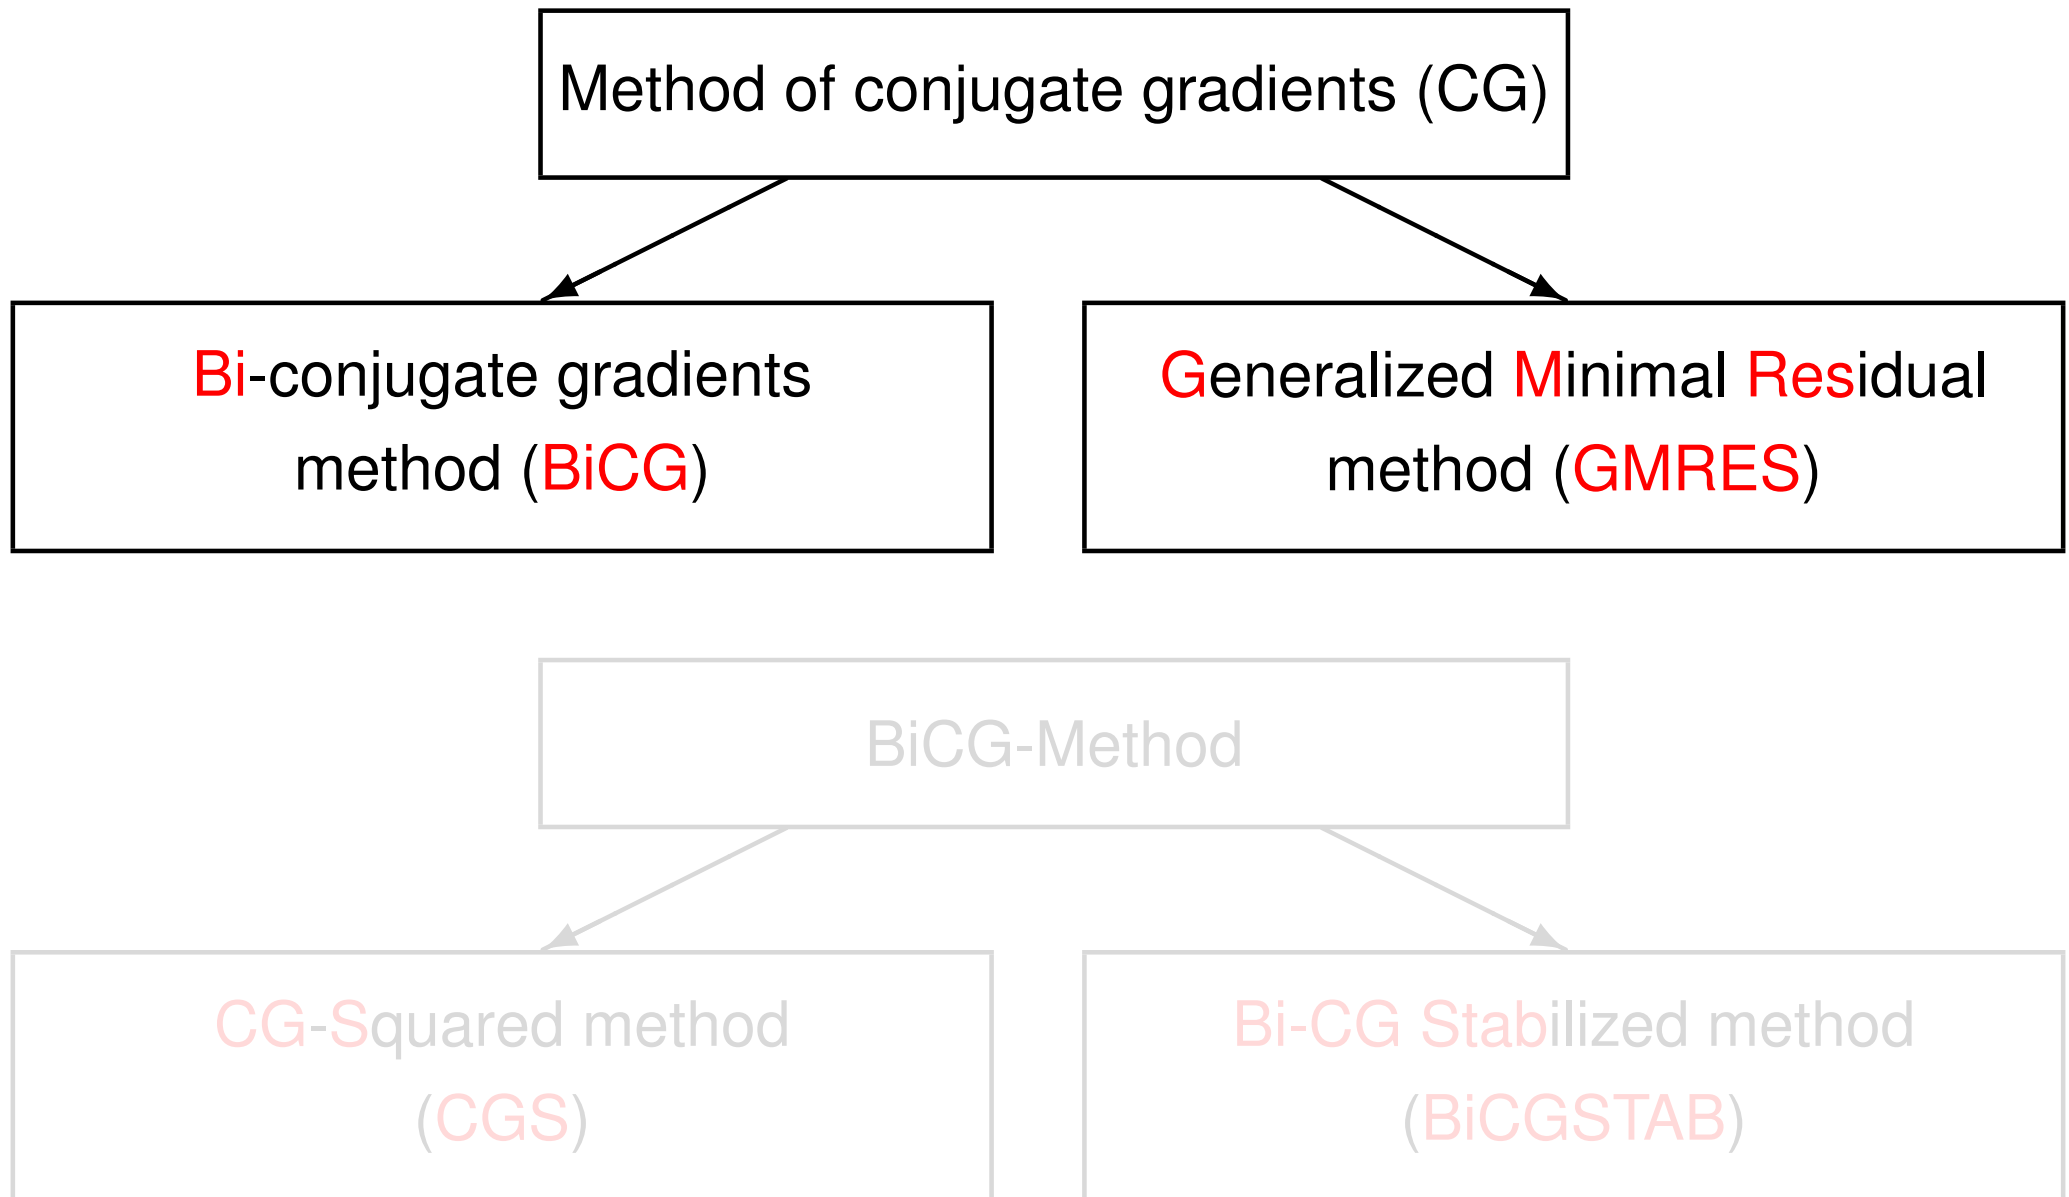 Method of conjugate gradients (CG)
Bi-conjugate gradients
method (BiCG)
Generalized Minimal Residual
method (GMRES)
BiCG-Method
CG-Squared method
(CGS)
Bi-CG Stabilized method
(BiCGSTAB)